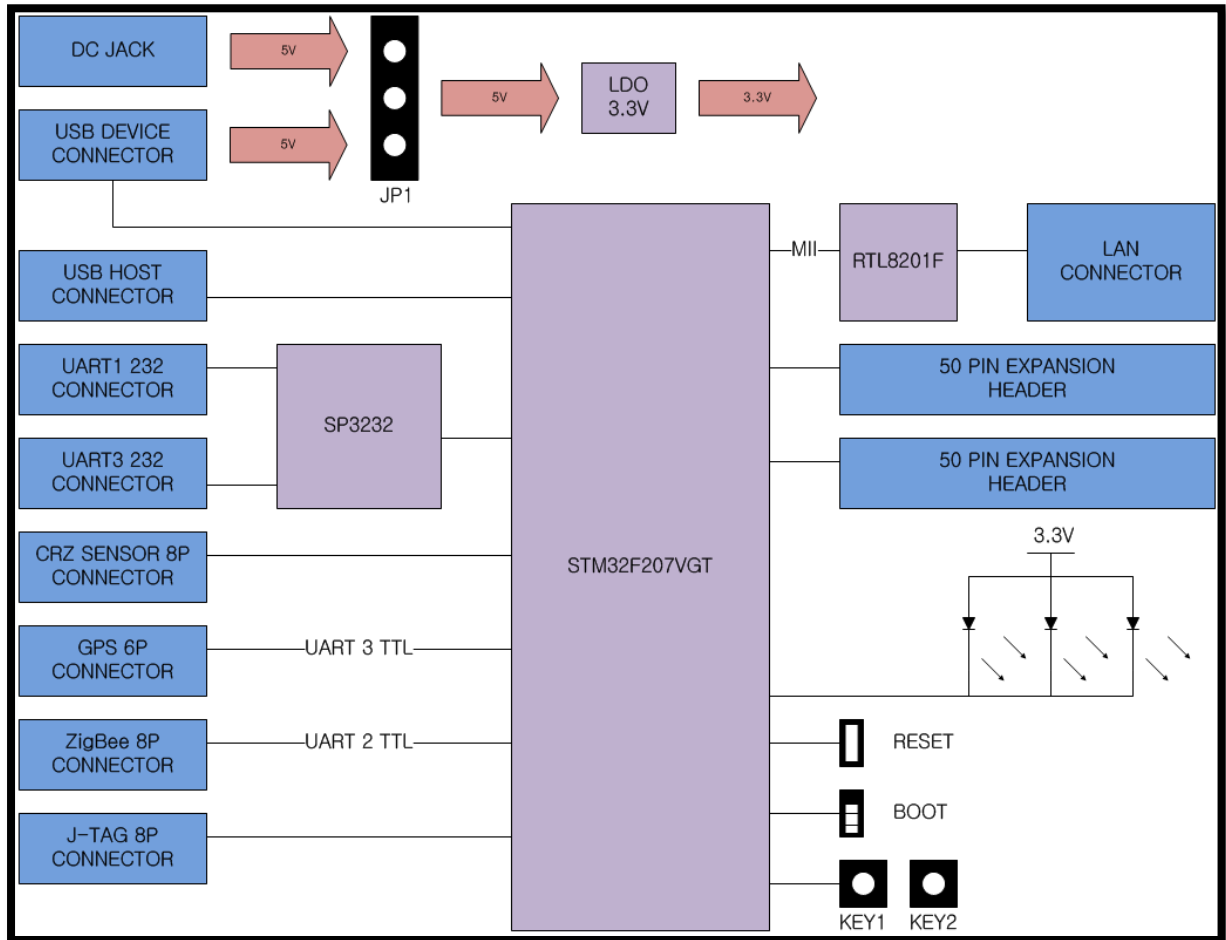 DC JACK
5V
USB DEVICE
CONNECTOR
5V
JP1
5V
LDO
3.3V
3.3V
USB HOST
CONNECTOR
UART1 232
CONNECTOR
UART3 232
CONNECTOR
SP3232
CRZ SENSOR 8P
CONNECTOR
GPS 6P
CONNECTOR
UART 3 TTL
ZigBee 8P
CONNECTOR
UART 2 TTL
J-TAG 8P
CONNECTOR
STM32F207VGT
MII
RTL8201F
LAN
CONNECTOR
50 PIN EXPANSION
HEADER
50 PIN EXPANSION
HEADER
3.3V
RESET
BOOT
KEY1
KEY2